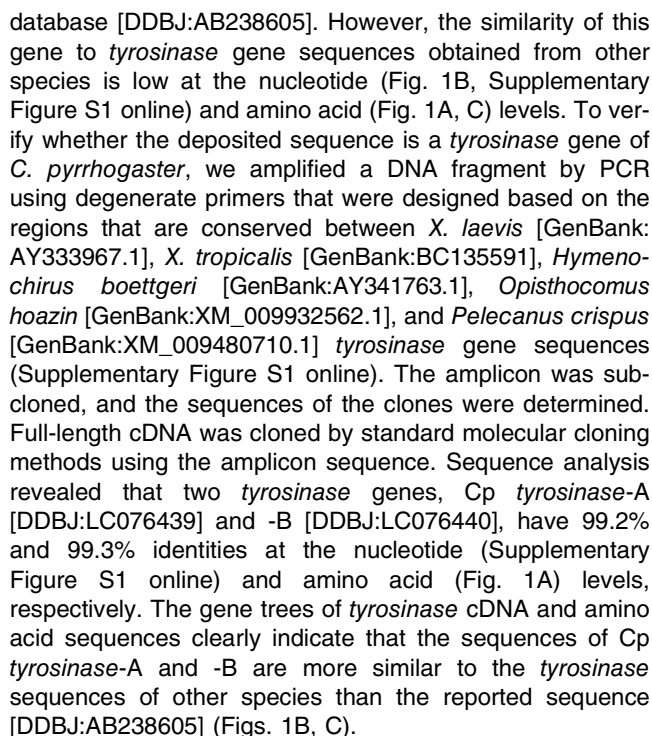 database [DDBJ:AB238605]. However, the similarity of this
gene to tyrosinase gene sequences obtained from other
species is low at the nucleotide (Fig. 1B, Supplementary
Figure S1 online) and amino acid (Fig. 1A, C) levels. To ver-
ify whether the deposited sequence is a tyrosinase gene of
C. pyrrhogaster, we amplified a DNA fragment by PCR
using degenerate primers that were designed based on the
regions that are conserved between X. laevis [GenBank:
AY333967.1], X. tropicalis [GenBank:BC135591], Hymeno-
chirus boettgeri [GenBank:AY341763.1], Opisthocomus
hoazin [GenBank:XM_009932562.1], and Pelecanus crispus
[GenBank:XM_009480710.1] tyrosinase gene sequences
(Supplementary Figure S1 online). The amplicon was sub-
cloned, and the sequences of the clones were determined.
Full-length cDNA was cloned by standard molecular cloning
methods using the amplicon sequence. Sequence analysis
revealed that two tyrosinase genes, Cp tyrosinase-A
[DDBJ:LC076439] and -B [DDBJ:LC076440], have 99.2%
and 99.3% identities at the nucleotide (Supplementary
Figure S1 online) and amino acid (Fig. 1A) levels,
respectively. The gene trees of tyrosinase cDNA and amino
acid sequences clearly indicate that the sequences of Cp
tyrosinase-A and -B are more similar to the tyrosinase
sequences of other species than the reported sequence
[DDBJ:AB238605] (Figs. 1B, C).